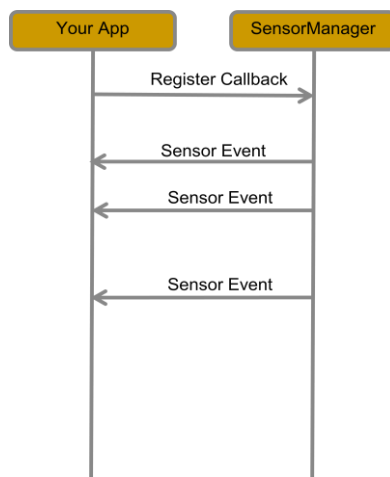 Your App
SensorManager
Register Callback
Sensor Event
Sensor Event
Sensor Event